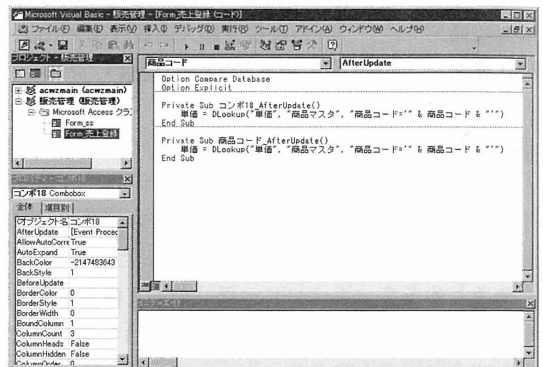 Microsoft Visual Basic - 販売管理 - [Form_売上登録 (コード)]
ファイル(F) 編集(E) 表示(V) 挿入(I) デバッグ(D) 実行(R) ツール(T) アドイン(A) ウィンドウ(W) ヘルプ(H)
プロジェクト - 販売管理
acwzmain (acwzmain)
販売管理 (販売管理)
Microsoft Access クラ
Form_ss
Form_売上登録
商品コード
AfterUpdate
Option Compare Database
Option Explicit
Private Sub コンボ18_AfterUpdate()
単価 = DLookup("単価", "商品マスタ", "商品コード='" & 商品コード & "'")
End Sub
Private Sub 商品コード_AfterUpdate()
単価 = DLookup("単価", "商品マスタ", "商品コード='" & 商品コード & "'")
End Sub
プロパティ - コンボ18
コンボ18 Combobox
全体 項目別
(オブジェクト名 コンボ18
AfterUpdate [Event Proced
AllowAutoCorre True
AutoExpand True
BackColor -2147483643
BackStyle 1
BeforeUpdate
BorderColor 0
BorderStyle 1
BorderWidth 0
BoundColumn 1
ColumnCount 3
ColumnHeads False
ColumnHidden False
ColumnOrder 0
イミディエイト